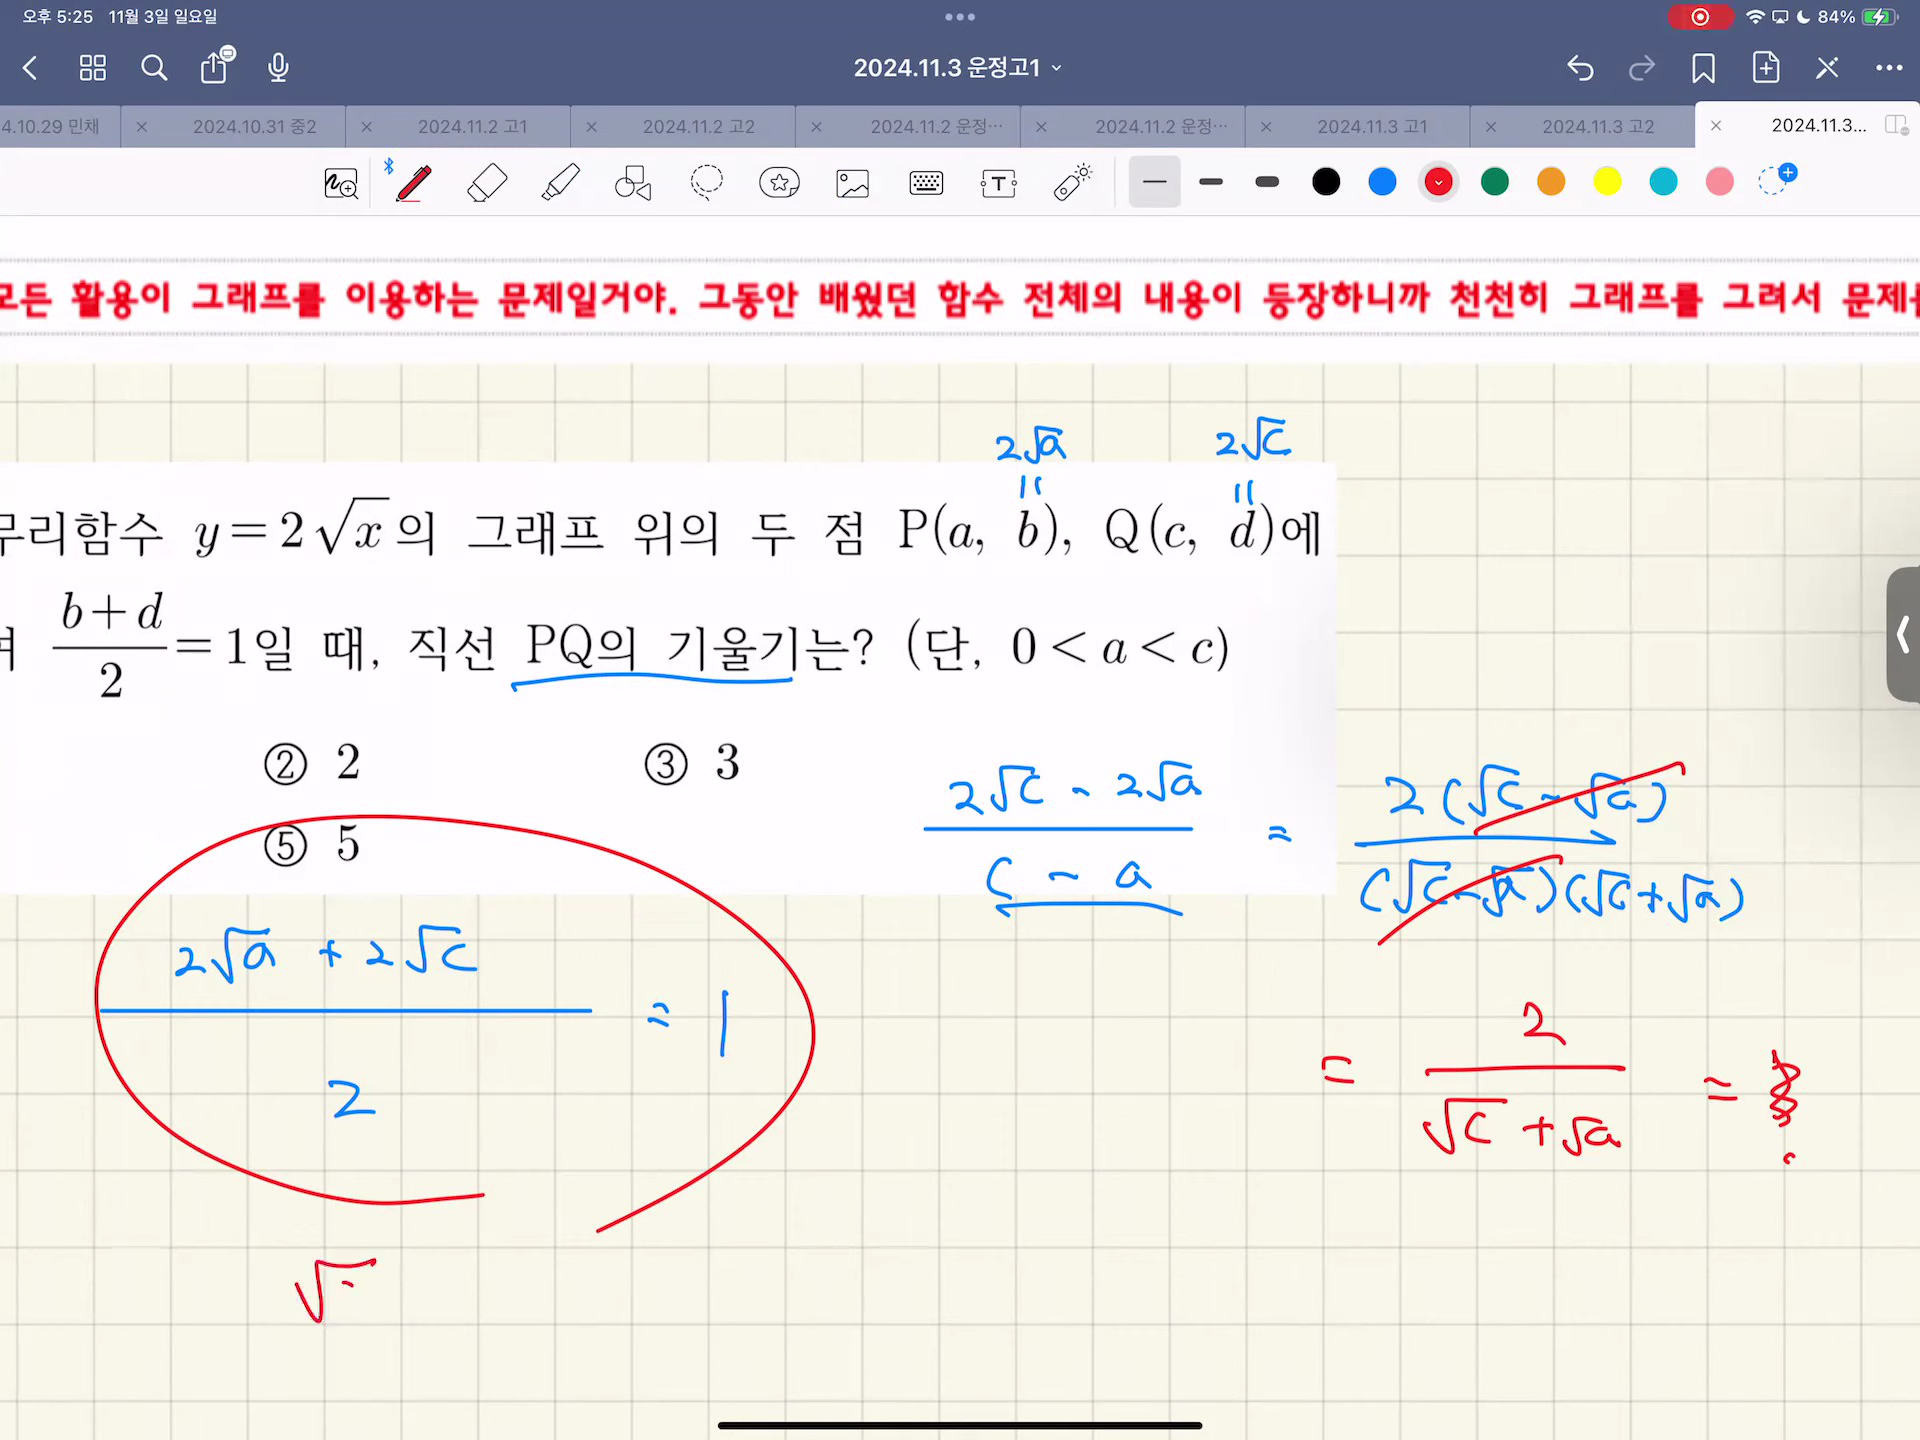 오후 5:25 11월 3일 일요일
84%
2024.11.3 운정고1
4.10.29 민채
2024.10.31 중2
2024.11.2 고1
2024.11.2 고2
2024.11.2 운정…
2024.11.2 운정…
2024.11.3 고1
2024.11.3 고2
2024.11.3...
모든 활용이 그래프를 이용하는 문제일거야. 그동안 배웠던 함수 전체의 내용이 등장하니까 천천히 그래프를 그려서 문제를
2√a 2√c
무리함수 y=2√x의 그래프 위의 두 점 P(a, b), Q(c, d)에
여 (b+d)/2=1일 때, 직선 PQ의 기울기는? (단, 0<a<c)
② 2 ③ 3
⑤ 5
(2√c - 2√a)/(c - a) = 2(√c - √a)/((√c - √a)(√c + √a))
(2√a + 2√c)/2 = 1
= 2/(√c + √a) =